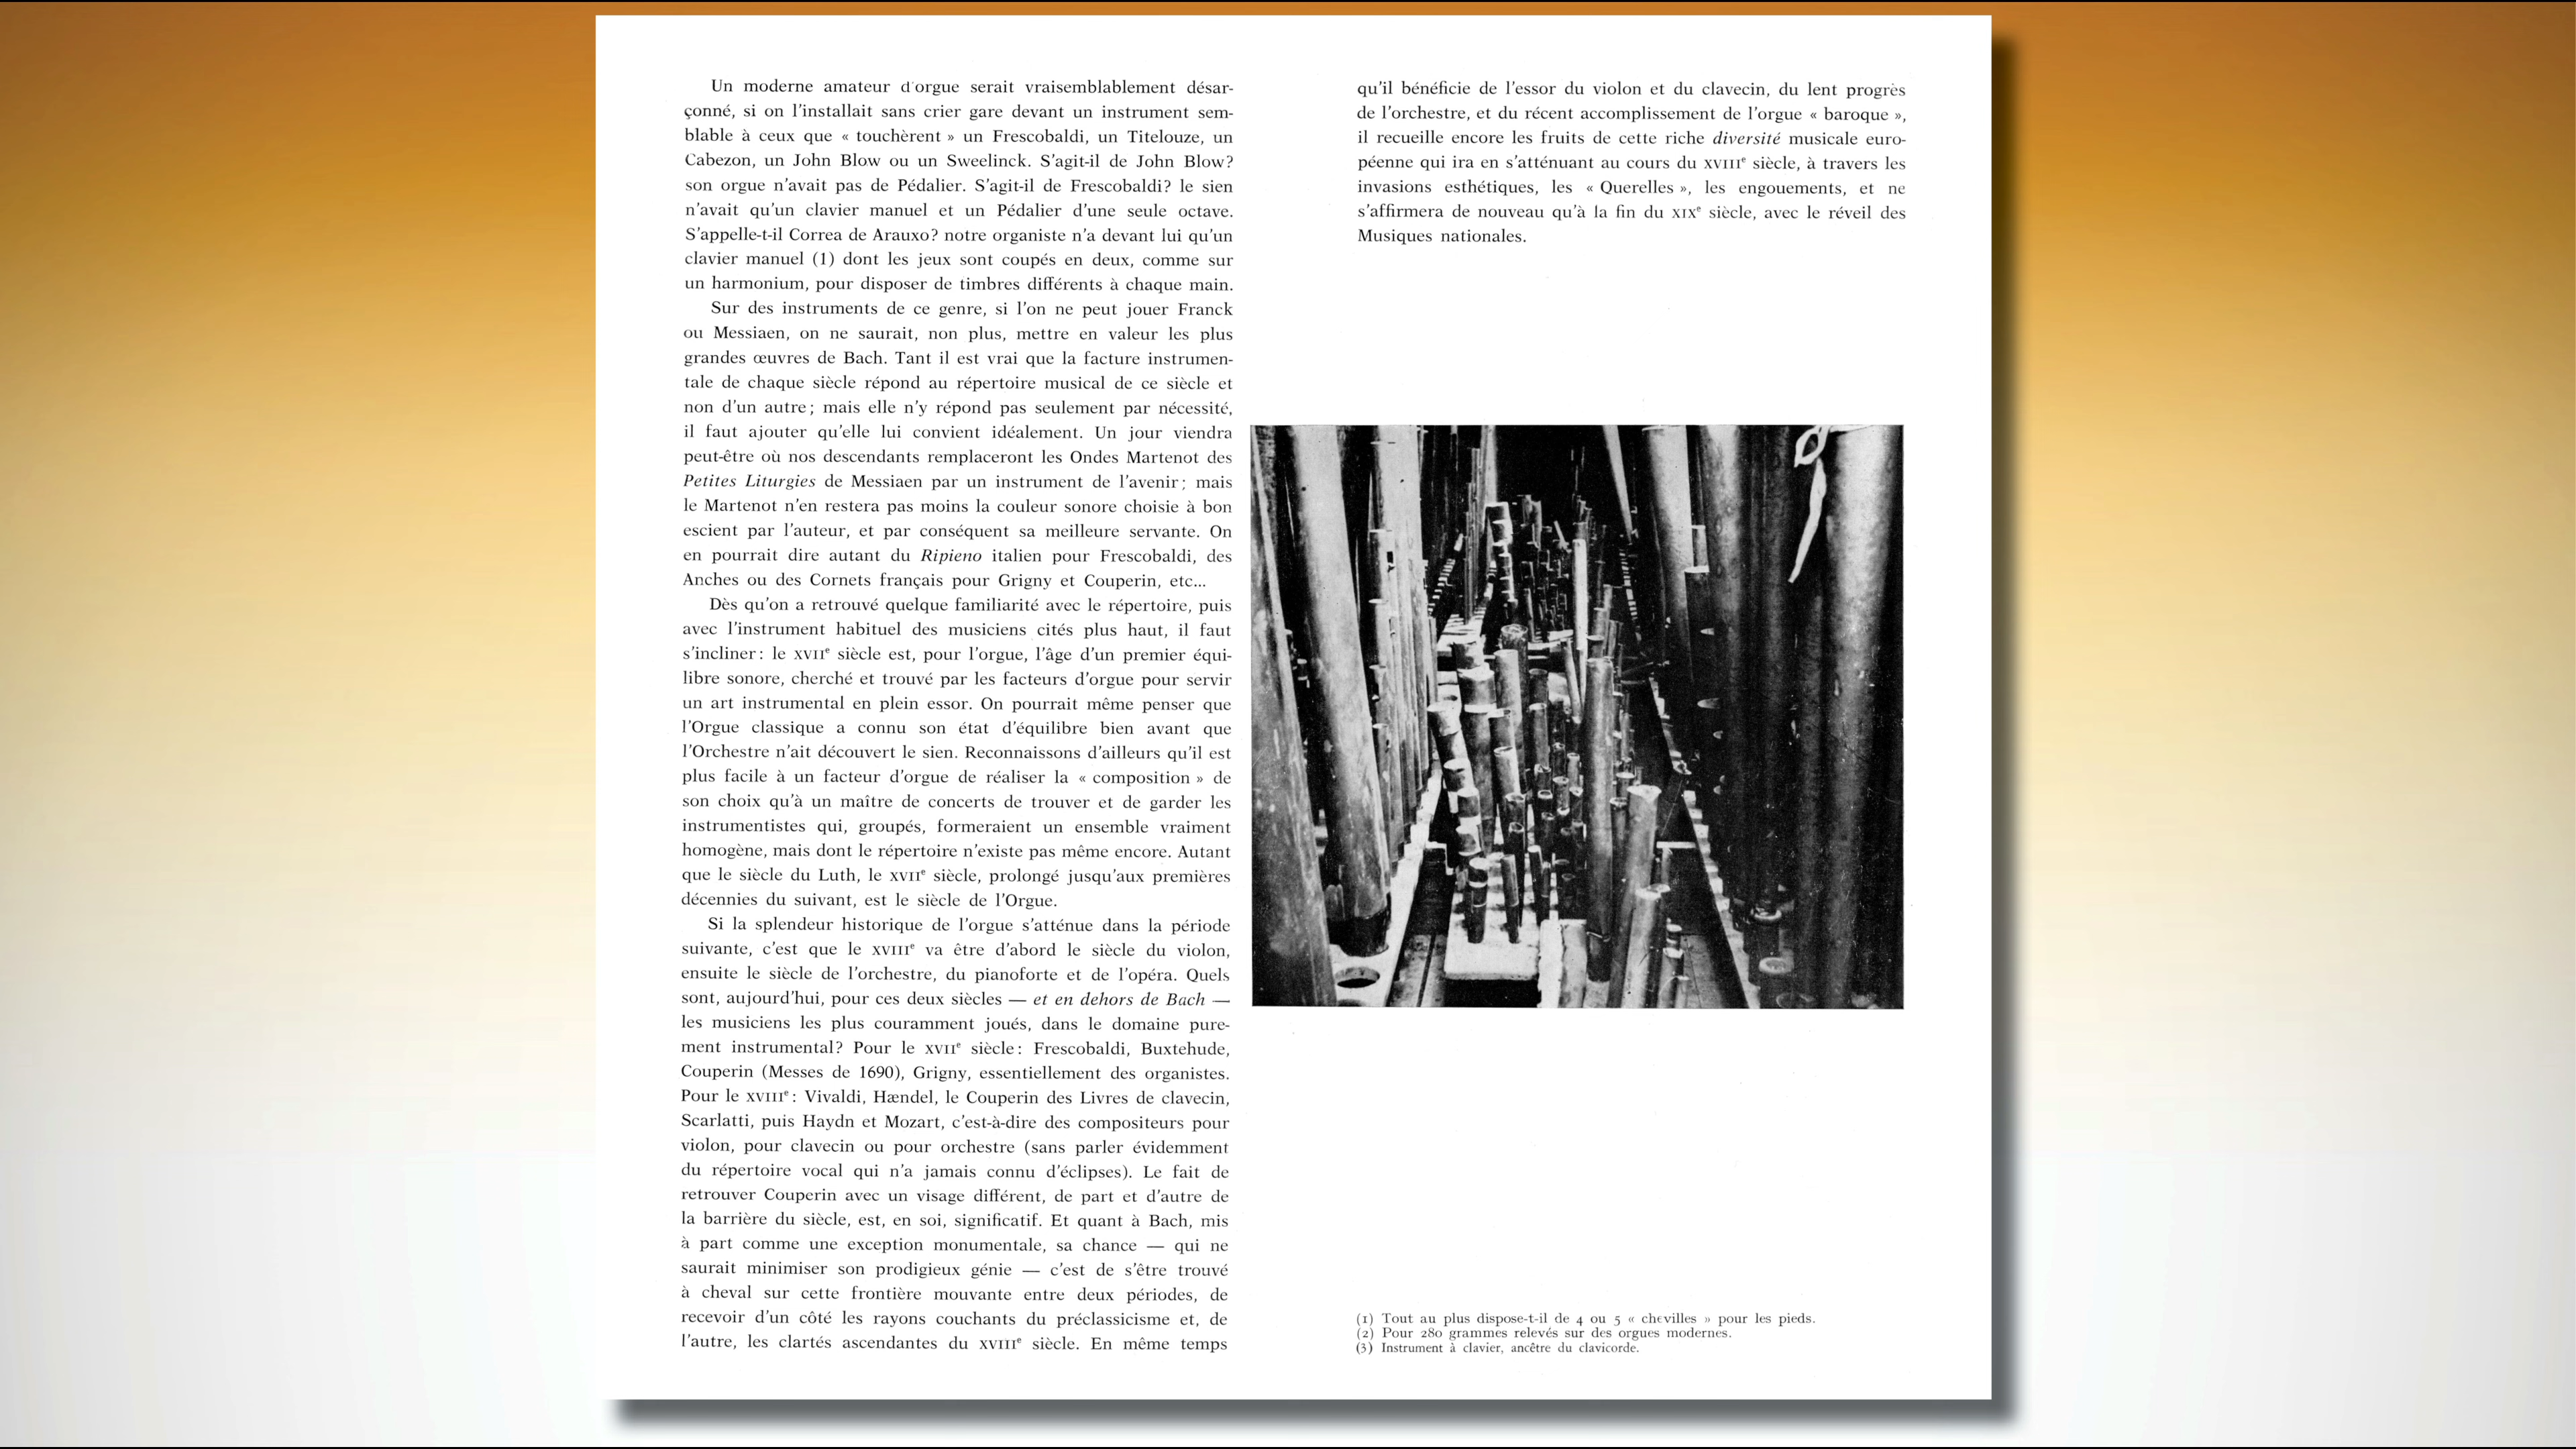 Un moderne amateur d'orgue serait vraisemblablement désar-
çonné, si on l'installait sans crier gare devant un instrument sem-
blable à ceux que « touchèrent » un Frescobaldi, un Titelouze, un
Cabezon, un John Blow ou un Sweelinck. S'agit-il de John Blow?
son orgue n'avait pas de Pédalier. S'agit-il de Frescobaldi? le sien
n'avait qu'un clavier manuel et un Pédalier d'une seule octave.
S'appelle-t-il Correa de Arauxo? notre organiste n'a devant lui qu'un
clavier manuel (1) dont les jeux sont coupés en deux, comme sur
un harmonium, pour disposer de timbres différents à chaque main.
Sur des instruments de ce genre, si l'on ne peut jouer Franck
ou Messiaen, on ne saurait, non plus, mettre en valeur les plus
grandes œuvres de Bach. Tant il est vrai que la facture instrumen-
tale de chaque siècle répond au répertoire musical de ce siècle et
non d'un autre; mais elle n'y répond pas seulement par nécessité,
il faut ajouter qu'elle lui convient idéalement. Un jour viendra
peut-être où nos descendants remplaceront les Ondes Martenot des
Petites Liturgies de Messiaen par un instrument de l'avenir; mais
le Martenot n'en restera pas moins la couleur sonore choisie à bon
escient par l'auteur, et par conséquent sa meilleure servante. On
en pourrait dire autant du Ripieno italien pour Frescobaldi, des
Anches ou des Cornets français pour Grigny et Couperin, etc...
Dès qu'on a retrouvé quelque familiarité avec le répertoire, puis
avec l'instrument habituel des musiciens cités plus haut, il faut
s'incliner: le XVIIe siècle est, pour l'orgue, l'âge d'un premier équi-
libre sonore, cherché et trouvé par les facteurs d'orgue pour servir
un art instrumental en plein essor. On pourrait même penser que
l'Orgue classique a connu son état d'équilibre bien avant que
l'Orchestre n'ait découvert le sien. Reconnaissons d'ailleurs qu'il est
plus facile à un facteur d'orgue de réaliser la « composition » de
son choix qu'à un maître de concerts de trouver et de garder les
instrumentistes qui, groupés, formeraient un ensemble vraiment
homogène, mais dont le répertoire n'existe pas même encore. Autant
que le siècle du Luth, le XVIIe siècle, prolongé jusqu'aux premières
décennies du suivant, est le siècle de l'Orgue.
Si la splendeur historique de l'orgue s'atténue dans la période
suivante, c'est que le XVIIIe va être d'abord le siècle du violon,
ensuite le siècle de l'orchestre, du pianoforte et de l'opéra. Quels
sont, aujourd'hui, pour ces deux siècles — et en dehors de Bach —
les musiciens les plus couramment joués, dans le domaine pure-
ment instrumental? Pour le XVIIe siècle: Frescobaldi, Buxtehude,
Couperin (Messes de 1690), Grigny, essentiellement des organistes.
Pour le XVIIIe: Vivaldi, Hændel, le Couperin des Livres de clavecin,
Scarlatti, puis Haydn et Mozart, c'est-à-dire des compositeurs pour
violon, pour clavecin ou pour orchestre (sans parler évidemment
du répertoire vocal qui n'a jamais connu d'éclipses). Le fait de
retrouver Couperin avec un visage différent, de part et d'autre de
la barrière du siècle, est, en soi, significatif. Et quant à Bach, mis
à part comme une exception monumentale, sa chance — qui ne
saurait minimiser son prodigieux génie — c'est de s'être trouvé
à cheval sur cette frontière mouvante entre deux périodes, de
recevoir d'un côté les rayons couchants du préclassicisme et, de
l'autre, les clartés ascendantes du XVIIIe siècle. En même temps
qu'il bénéficie de l'essor du violon et du clavecin, du lent progrès
de l'orchestre, et du récent accomplissement de l'orgue « baroque »,
il recueille encore les fruits de cette riche diversité musicale euro-
péenne qui ira en s'atténuant au cours du XVIIIe siècle, à travers les
invasions esthétiques, les « Querelles », les engouements, et ne
s'affirmera de nouveau qu'à la fin du XIXe siècle, avec le réveil des
Musiques nationales.
(1) Tout au plus dispose-t-il de 4 ou 5 « chevilles » pour les pieds.
(2) Pour 280 grammes relevés sur des orgues modernes.
(3) Instrument à clavier, ancêtre du clavicorde.